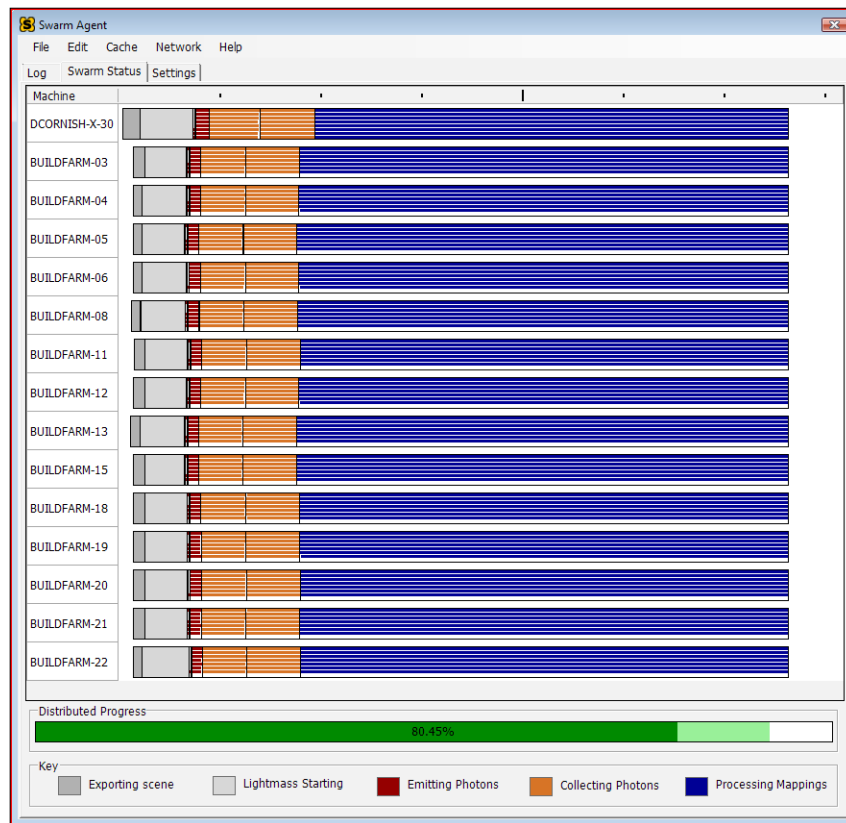 S Swarm Agent
File Edit Cache Network Help
Log Swarm Status Settings
Machine
DCORNISH-X-30
BUILDFARM-03
BUILDFARM-04
BUILDFARM-05
BUILDFARM-06
BUILDFARM-08
BUILDFARM-11
BUILDFARM-12
BUILDFARM-13
BUILDFARM-15
BUILDFARM-18
BUILDFARM-19
BUILDFARM-20
BUILDFARM-21
BUILDFARM-22
Distributed Progress
80.45%
Key
Exporting scene Lightmass Starting Emitting Photons Collecting Photons Processing Mappings